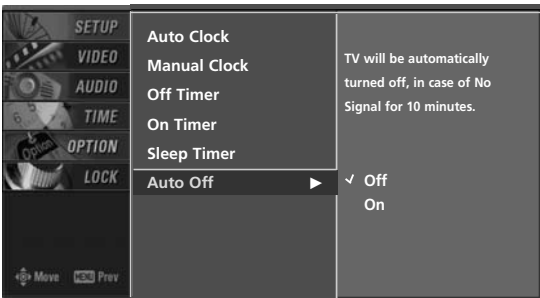 SETUP
VIDEO
AUDIO
TIME
OPTION
LOCK
Move MENU Prev
Auto Clock
Manual Clock
Off Timer
On Timer
Sleep Timer
Auto Off
TV will be automatically
turned off, in case of No
Signal for 10 minutes.
Off
On
Option